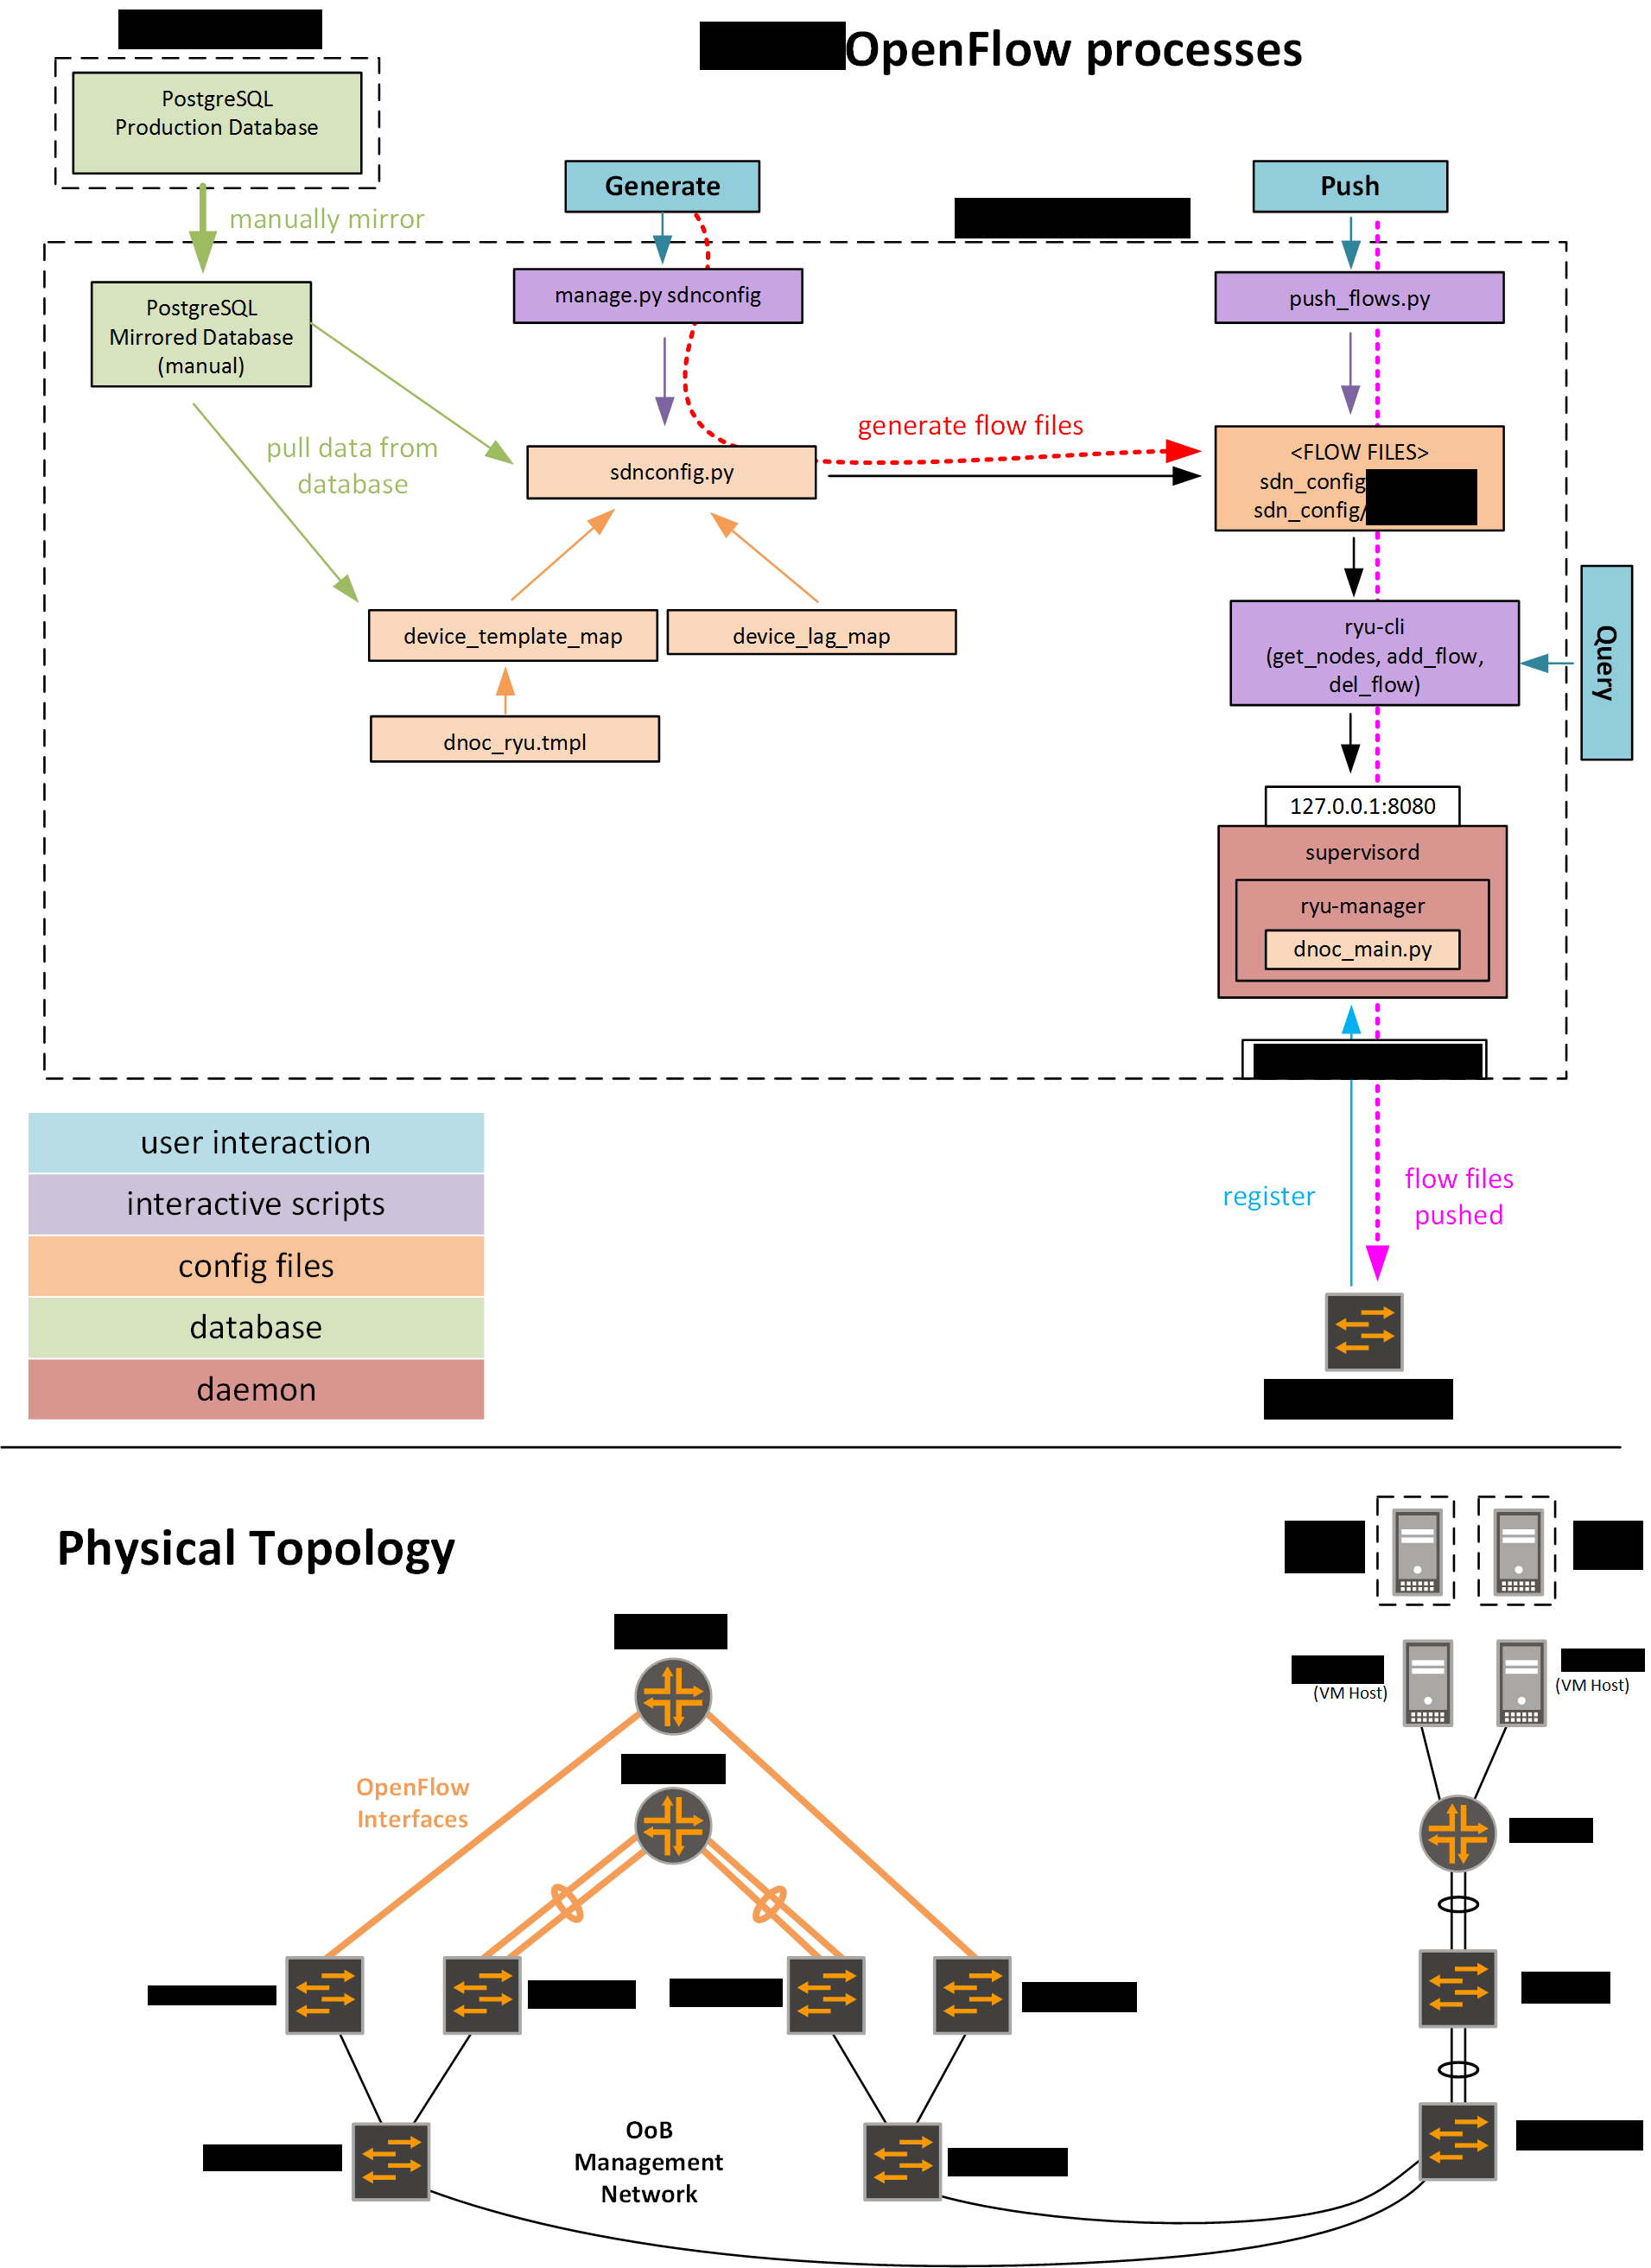 OpenFlow processes
PostgreSQL
Production Database
manually mirror
Generate
Push
PostgreSQL
Mirrored Database
(manual)
manage.py sdnconfig
push_flows.py
pull data from
database
generate flow files
sdnconfig.py
<FLOW FILES>
sdn_config
sdn_config/
device_template_map
device_lag_map
dnoc_ryu.tmpl
ryu-cli
(get_nodes, add_flow,
del_flow)
Query
127.0.0.1:8080
supervisord
ryu-manager
dnoc_main.py
user interaction
interactive scripts
config files
database
daemon
register
flow files
pushed
Physical Topology
(VM Host)
(VM Host)
OpenFlow
Interfaces
OoB
Management
Network